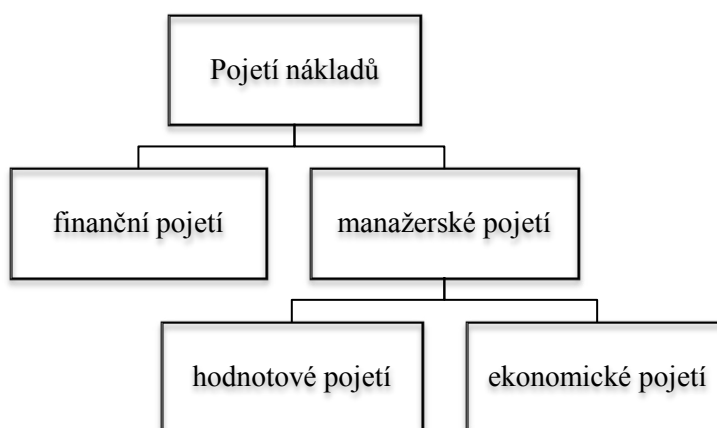 Pojetí nákladů
finanční pojetí
manažerské pojetí
hodnotové pojetí
ekonomické pojetí